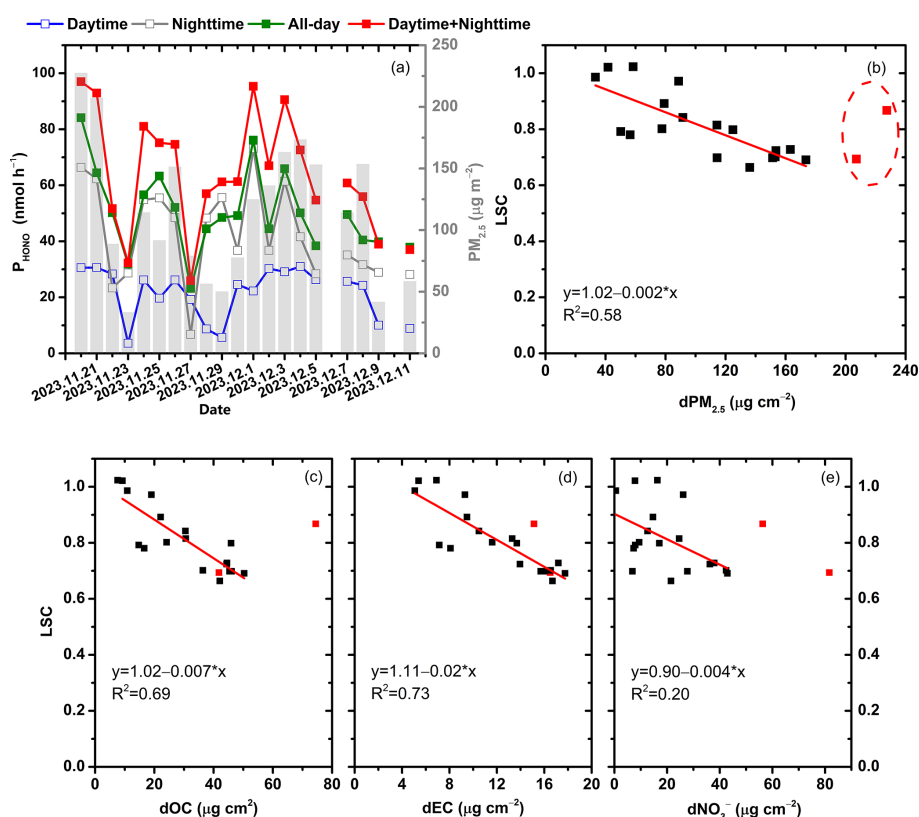 Daytime Nighttime All-day Daytime+Nighttime
(a)
P_HONO (nmol h⁻¹)
100
80
60
40
20
0
250
200
150
100
50
0
PM₂.₅ (μg m⁻²)
2023.11.21 2023.11.23 2023.11.25 2023.11.27 2023.11.29 2023.12.1 2023.12.3 2023.12.5 2023.12.7 2023.12.9 2023.12.11
Date
(b)
LSC
1.0
0.8
0.6
0.4
0.2
0.0
y=1.02−0.002*x
R²=0.58
0 40 80 120 160 200 240
dPM₂.₅ (μg cm⁻²)
(c)
LSC
1.0
0.8
0.6
0.4
0.2
0.0
y=1.02−0.007*x
R²=0.69
0 20 40 60 80
dOC (μg cm²)
(d)
y=1.11−0.02*x
R²=0.73
0 4 8 12 16 20
dEC (μg cm⁻²)
(e)
1.0
0.8
0.6
0.4
0.2
0.0
y=0.90−0.004*x
R²=0.20
0 20 40 60 80
dNO₃⁻ (μg cm⁻²)